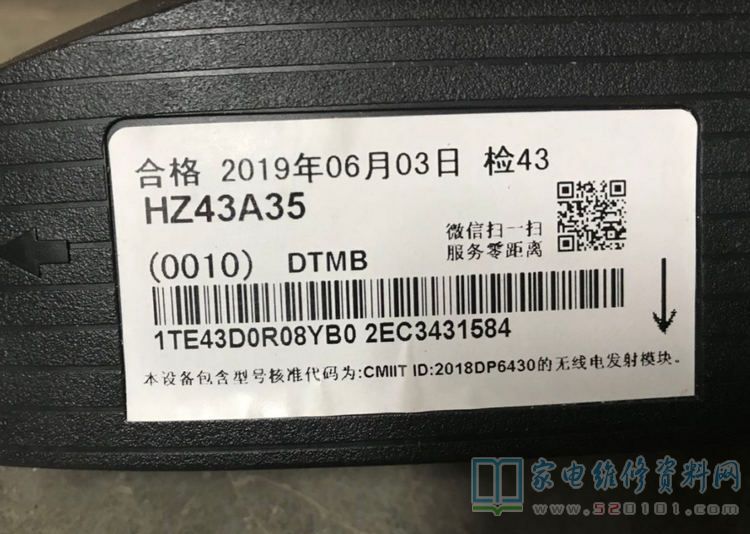 合格 2019年06月03日 检43
HZ43A35
微信扫一扫
服务零距离
(0010) DTMB
1TE43D0R08YB0 2EC3431584
本设备包含型号核准代码为:CMIIT ID:2018DP6430的无线电发射模块。
家电维修资料网
www.520101.com